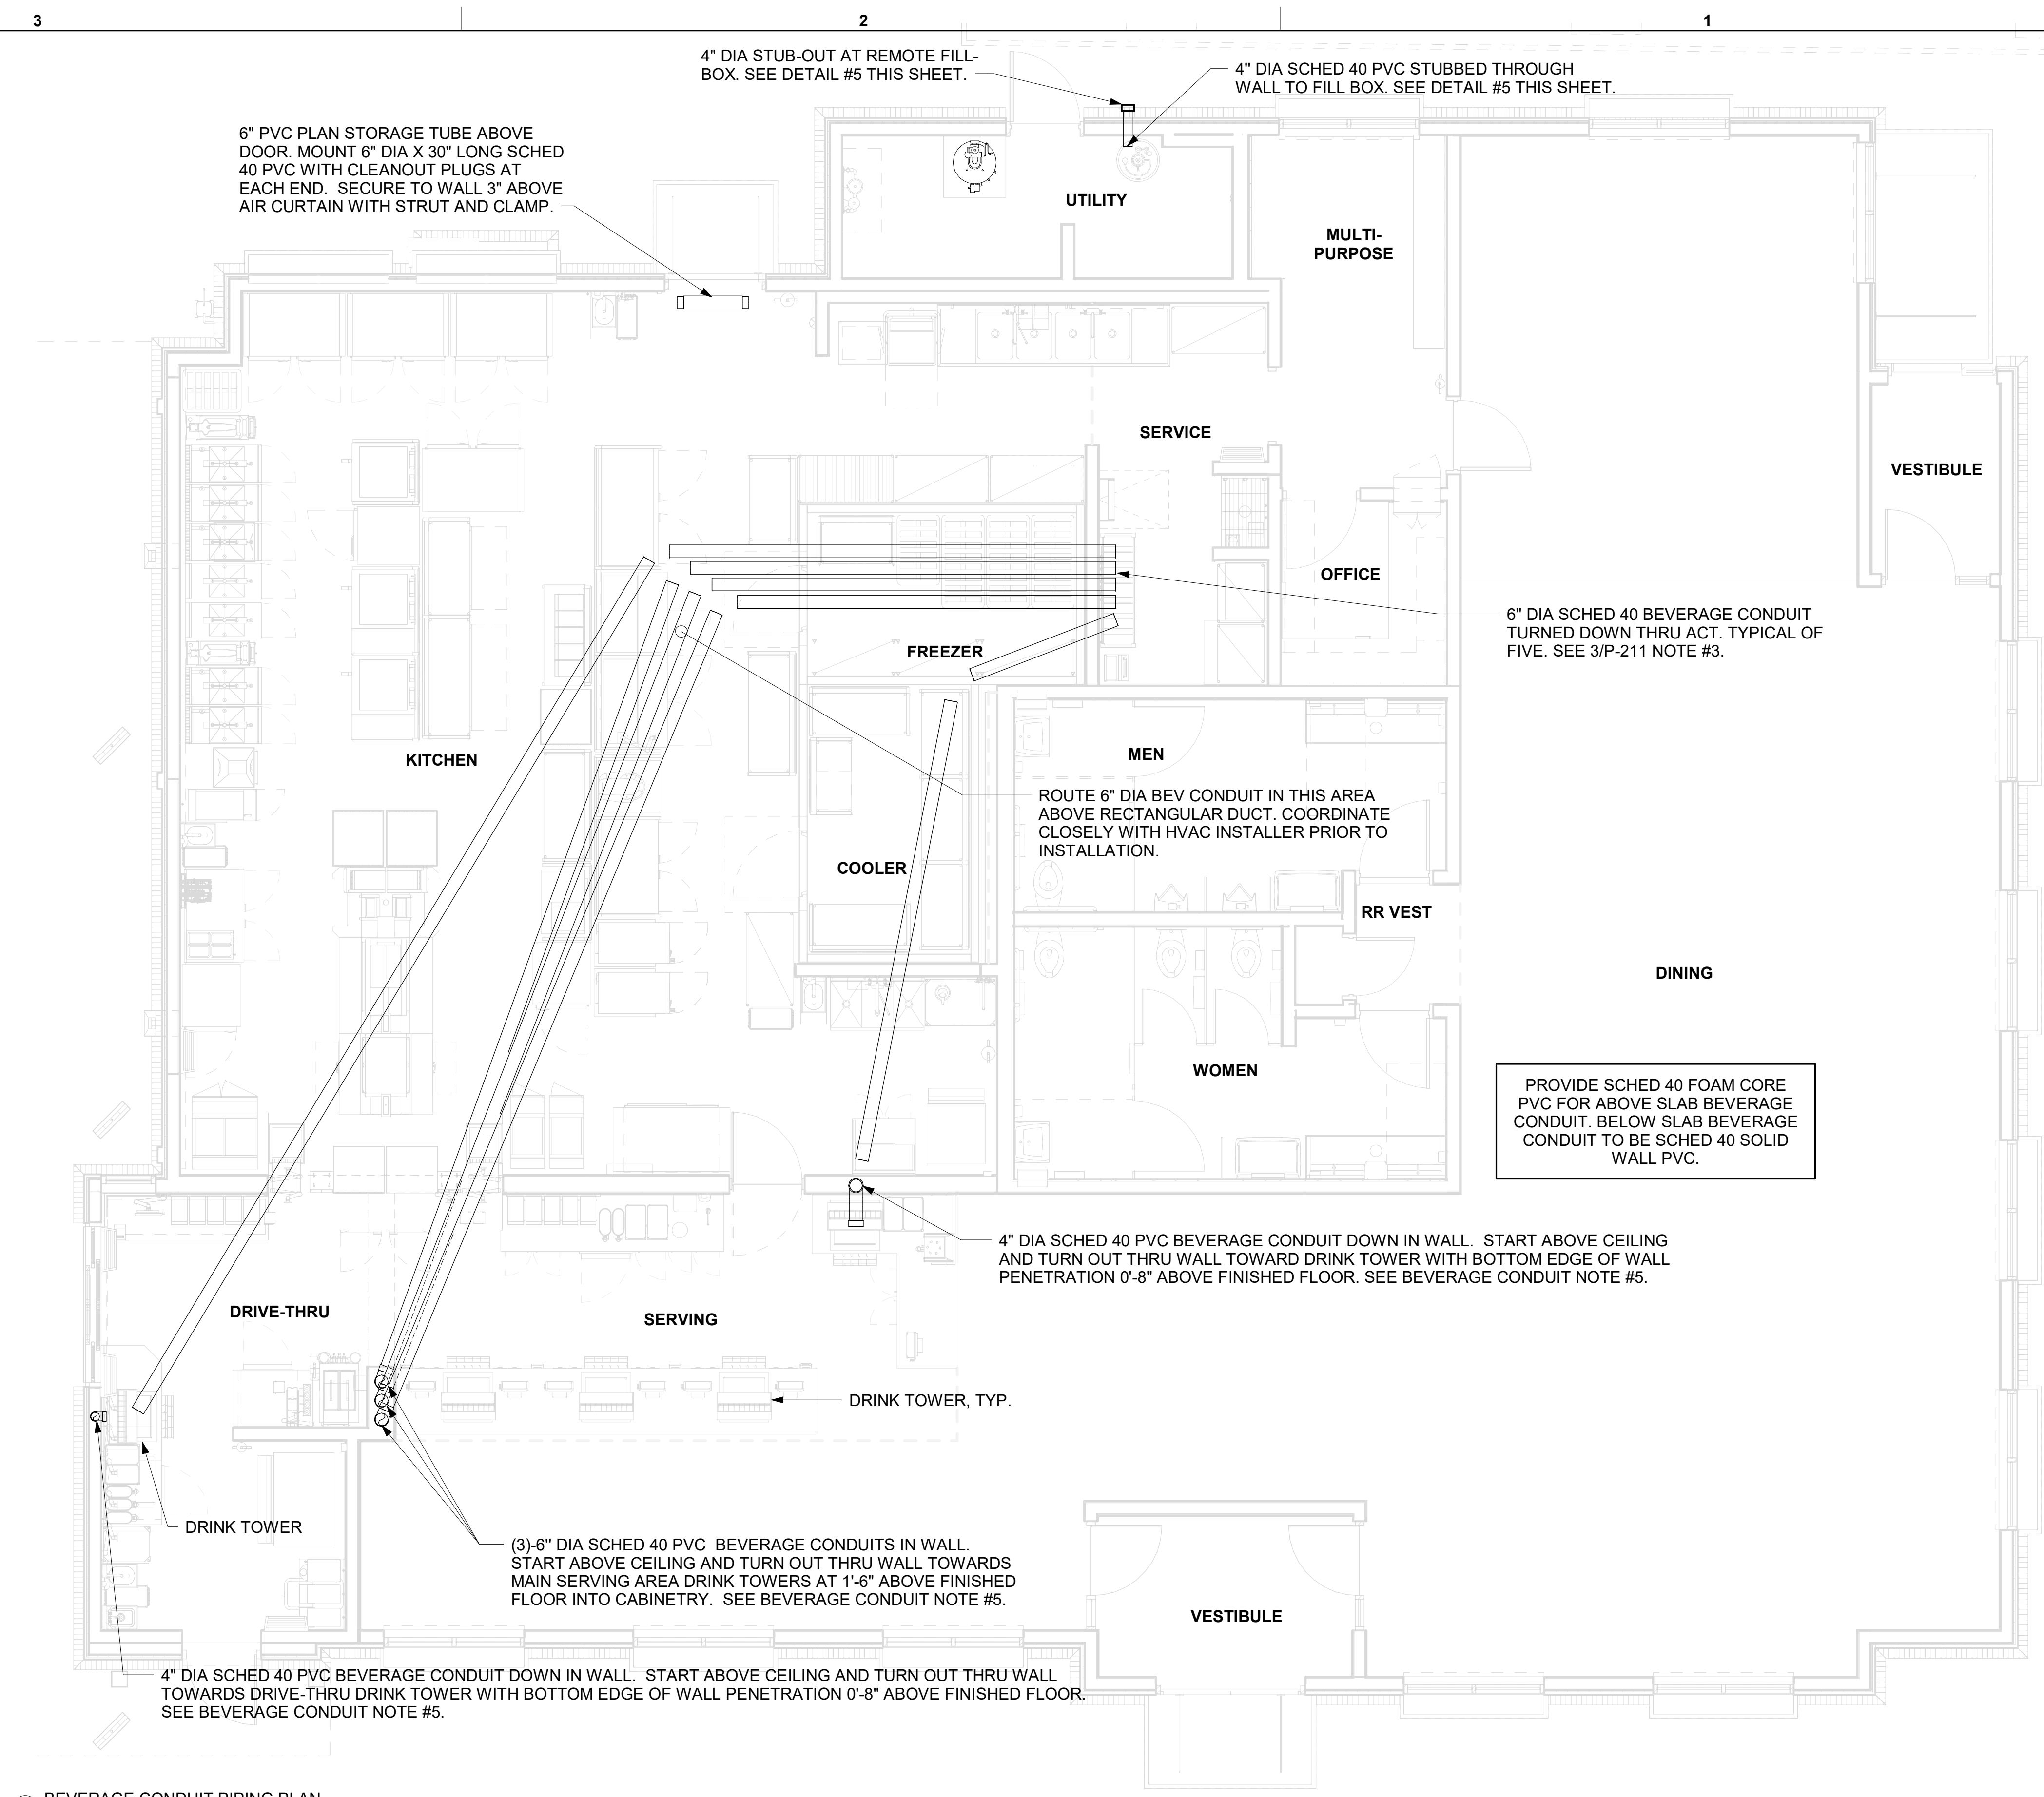 3
2
1
4" DIA STUB-OUT AT REMOTE FILL-
BOX. SEE DETAIL #5 THIS SHEET.
4" DIA SCHED 40 PVC STUBBED THROUGH
WALL TO FILL BOX. SEE DETAIL #5 THIS SHEET.
6" PVC PLAN STORAGE TUBE ABOVE
DOOR. MOUNT 6" DIA X 30" LONG SCHED
40 PVC WITH CLEANOUT PLUGS AT
EACH END.  SECURE TO WALL 3" ABOVE
AIR CURTAIN WITH STRUT AND CLAMP.
UTILITY
MULTI-
PURPOSE
SERVICE
VESTIBULE
OFFICE
6" DIA SCHED 40 BEVERAGE CONDUIT
TURNED DOWN THRU ACT. TYPICAL OF
FIVE. SEE 3/P-211 NOTE #3.
FREEZER
KITCHEN
MEN
ROUTE 6" DIA BEV CONDUIT IN THIS AREA
ABOVE RECTANGULAR DUCT. COORDINATE
CLOSELY WITH HVAC INSTALLER PRIOR TO
INSTALLATION.
COOLER
RR VEST
DINING
WOMEN
PROVIDE SCHED 40 FOAM CORE
PVC FOR ABOVE SLAB BEVERAGE
CONDUIT. BELOW SLAB BEVERAGE
CONDUIT TO BE SCHED 40 SOLID
WALL PVC.
4" DIA SCHED 40 PVC BEVERAGE CONDUIT DOWN IN WALL.  START ABOVE CEILING
AND TURN OUT THRU WALL TOWARD DRINK TOWER WITH BOTTOM EDGE OF WALL
PENETRATION 0'-8" ABOVE FINISHED FLOOR. SEE BEVERAGE CONDUIT NOTE #5.
DRIVE-THRU
SERVING
DRINK TOWER, TYP.
DRINK TOWER
(3)-6" DIA SCHED 40 PVC  BEVERAGE CONDUITS IN WALL.
START ABOVE CEILING AND TURN OUT THRU WALL TOWARDS
MAIN SERVING AREA DRINK TOWERS AT 1'-6" ABOVE FINISHED
FLOOR INTO CABINETRY.  SEE BEVERAGE CONDUIT NOTE #5.
VESTIBULE
4" DIA SCHED 40 PVC BEVERAGE CONDUIT DOWN IN WALL.  START ABOVE CEILING AND TURN OUT THRU WALL
TOWARDS DRIVE-THRU DRINK TOWER WITH BOTTOM EDGE OF WALL PENETRATION 0'-8" ABOVE FINISHED FLOOR.
SEE BEVERAGE CONDUIT NOTE #5.
BEVERAGE CONDUIT PIPING PLAN